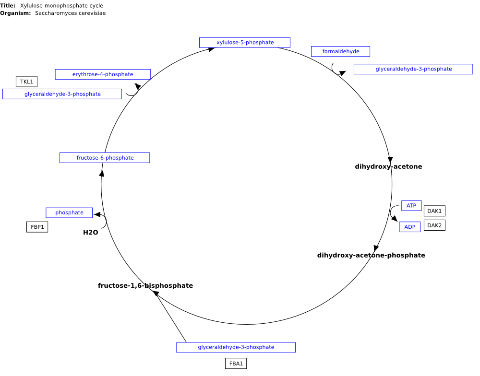 Title: Xylulose-monophosphate cycle
Organism: Saccharomyces cerevisiae
xylulose-5-phosphate
formaldehyde
glyceraldehyde-3-phosphate
erythrose-4-phosphate
TKL1
glyceraldehyde-3-phosphate
fructose-6-phosphate
dihydroxy-acetone
ATP
DAK1
phosphate
FBP1
H2O
ADP
DAK2
dihydroxy-acetone-phosphate
fructose-1,6-bisphosphate
glyceraldehyde-3-phosphate
FBA1